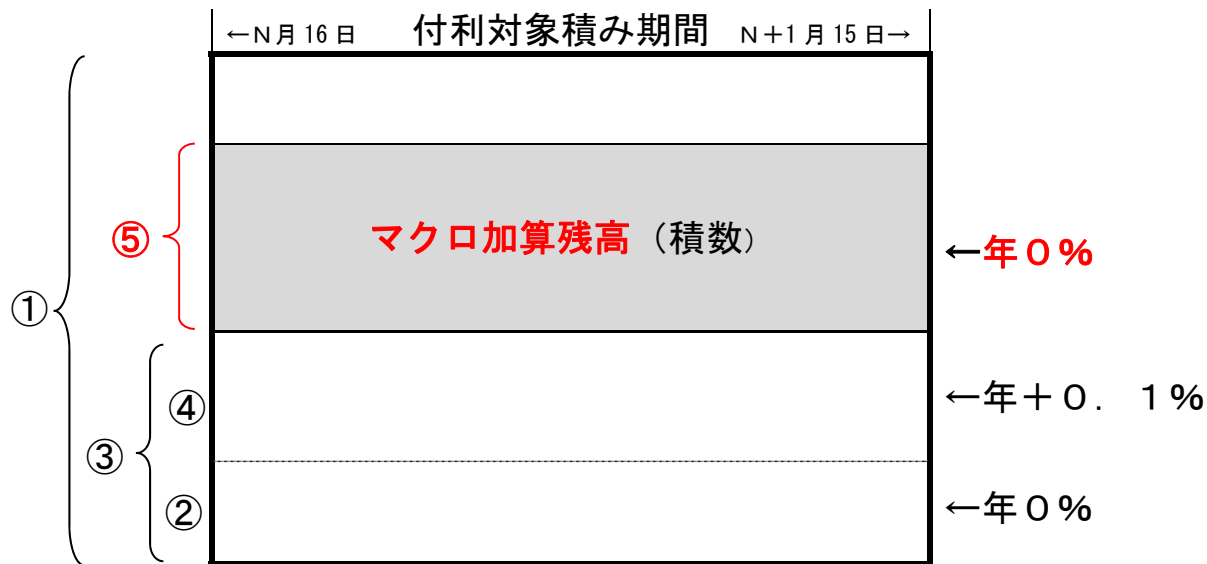 ←N月16日 付利対象積み期間 N+1月15日→
⑤ マクロ加算残高（積数） ←年０％
①
④ ←年＋０．１％
③
② ←年０％